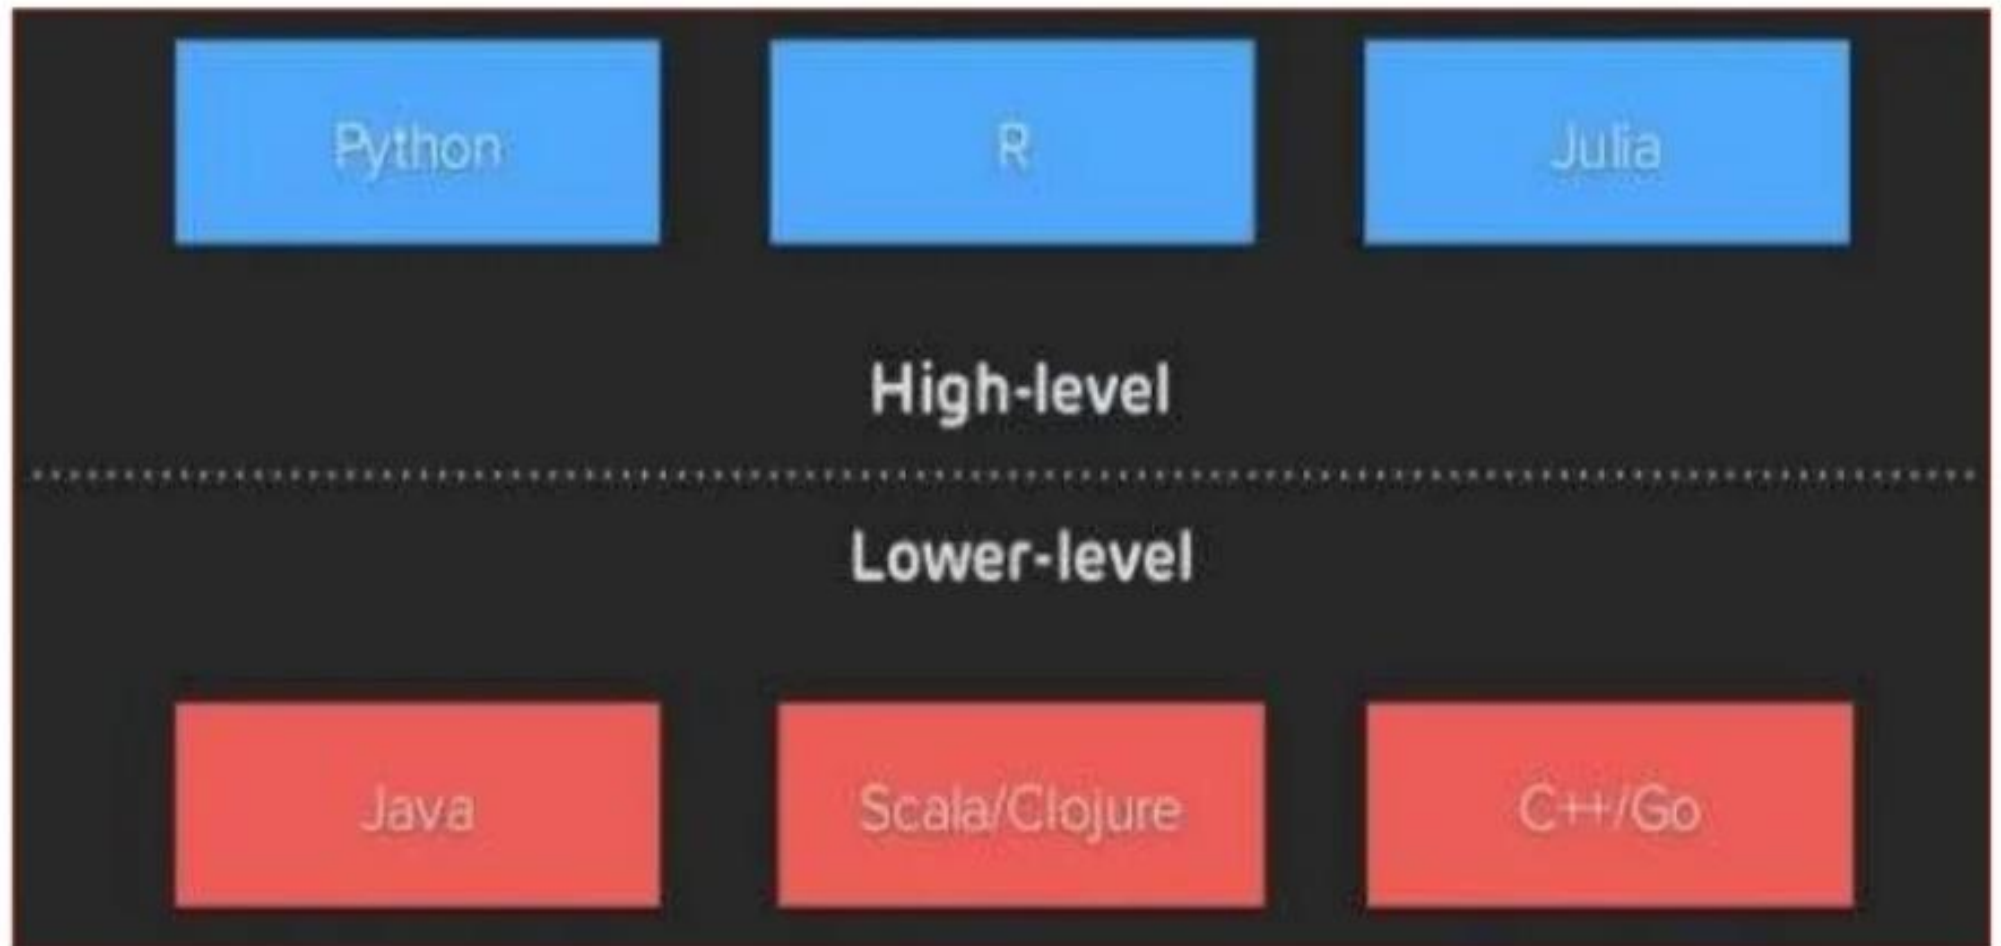 Python
R
Julia
High-level
Lower-level
Java
Scala/Clojure
C++/Go